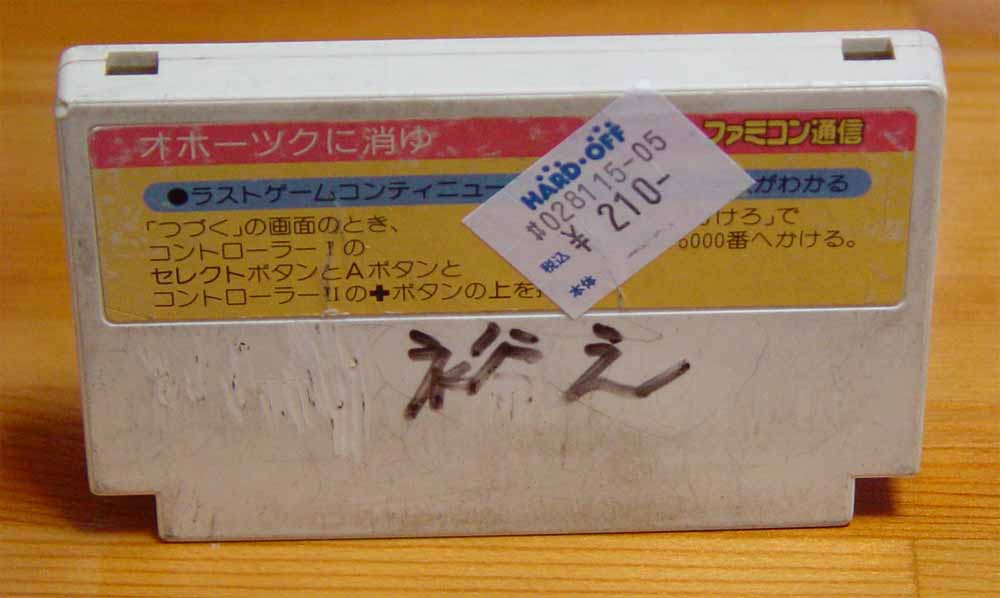 オホーツクに消ゆ
ファミコン通信
●ラストゲームコンティニュー
がわかる
「つづく」の画面のとき、
コントローラーⅠの
セレクトボタンとAボタンと
コントローラーⅡの✚ボタンの上を
けろ」で
6000番へかける。
HARD・OFF
#028115-05
税込 ¥ 210-
本体
裕え